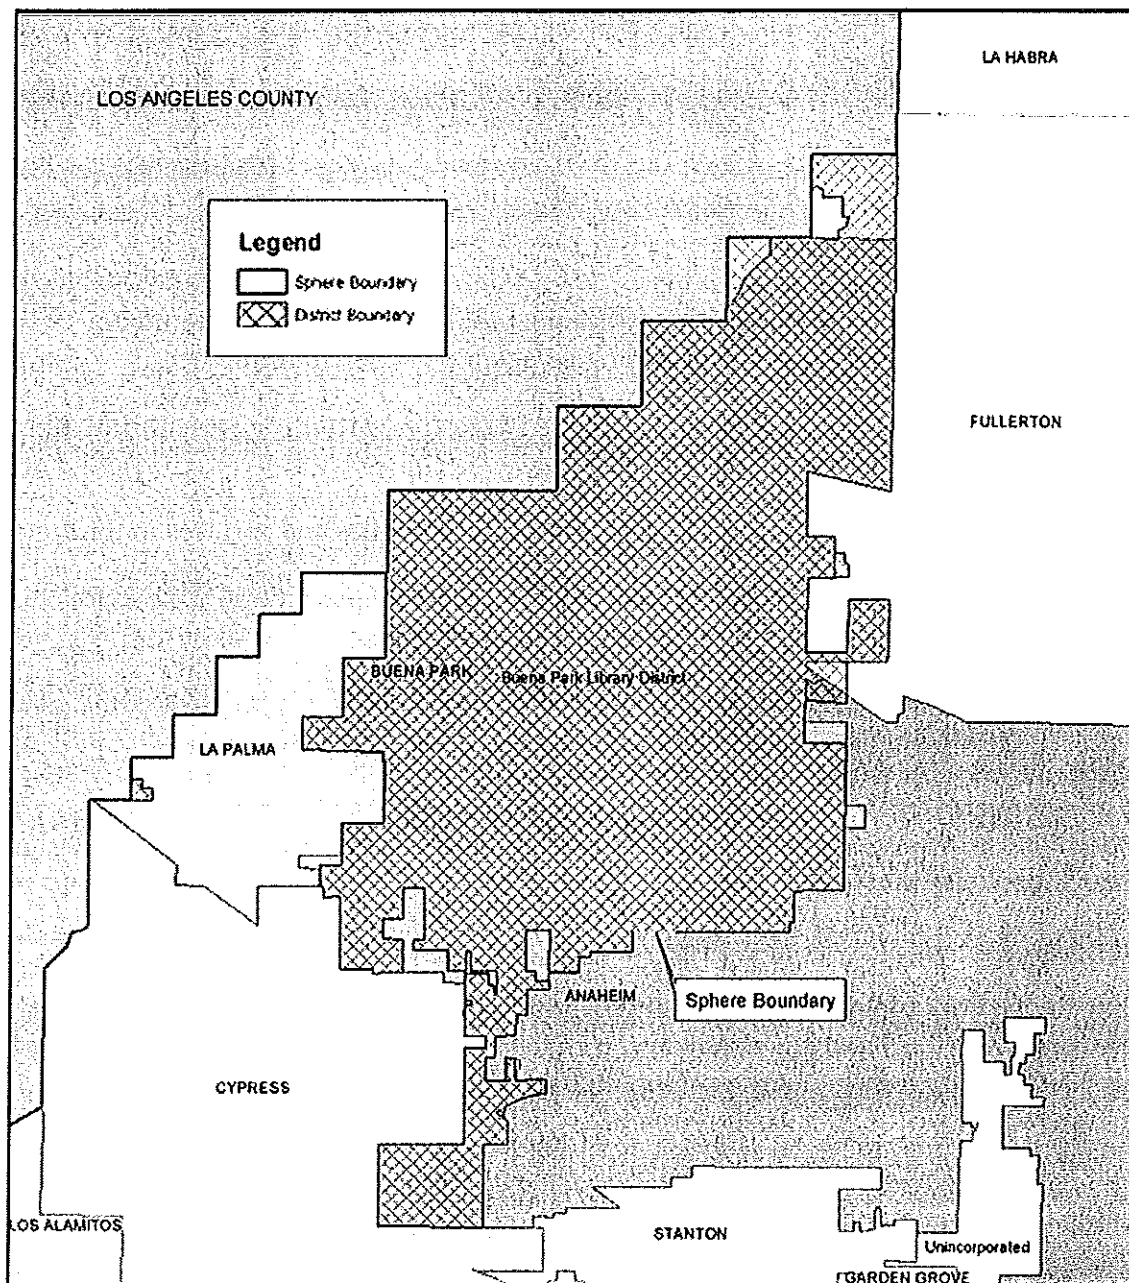 LA HABRA
LOS ANGELES COUNTY
Legend
Sphere Boundary
District Boundary
FULLERTON
BUENA PARK
Buena Park Library District
LA PALMA
ANAHEIM
Sphere Boundary
CYPRESS
LOS ALAMITOS
STANTON
Unincorporated
GARDEN GROVE